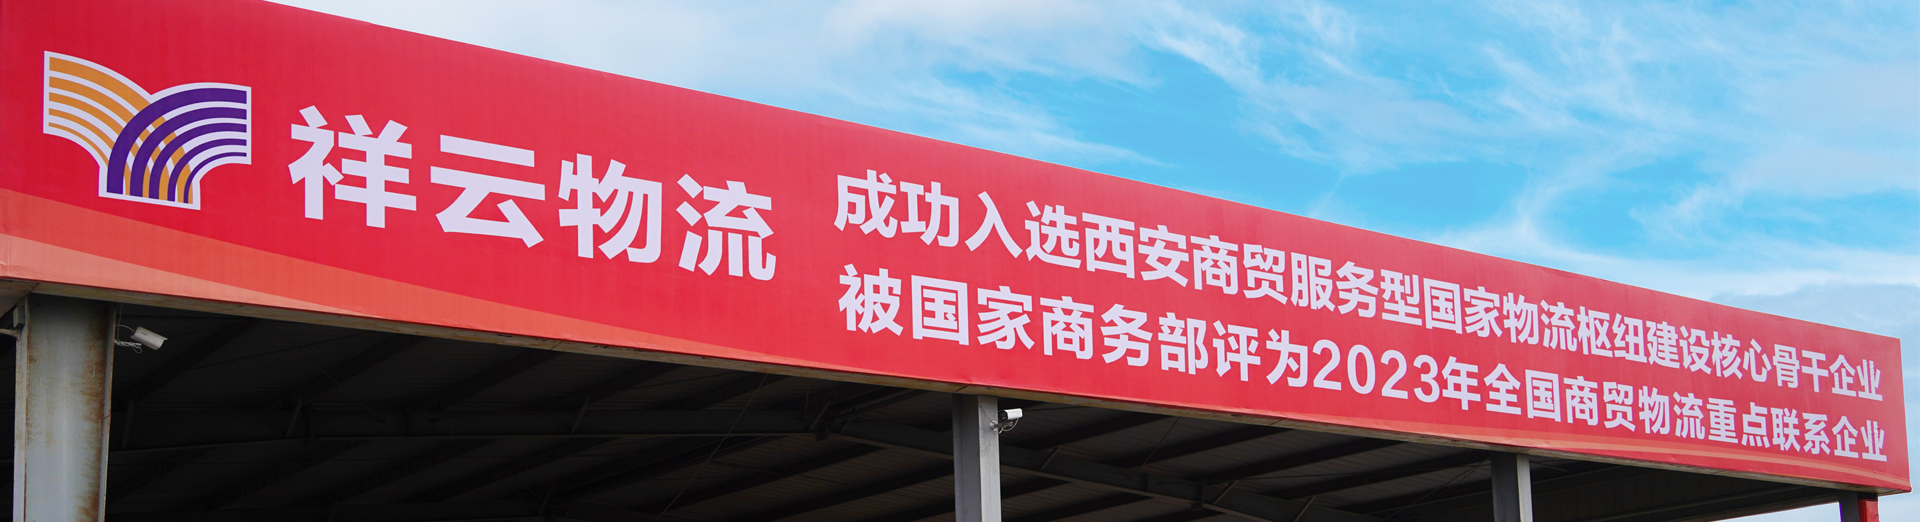 祥云物流
成功入选西安商贸服务型国家物流枢纽建设核心骨干企业
被国家商务部评为2023年全国商贸物流重点联系企业